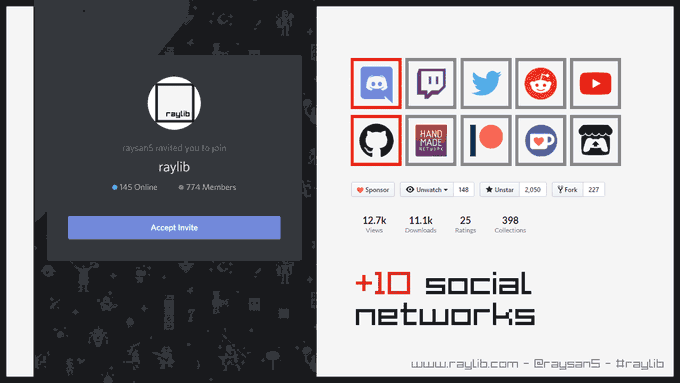 raylib
raysan5 invited you to join
raylib
145 Online 774 Members
Accept Invite
HAND
MADE
NETWORK
Sponsor Unwatch 148 Unstar 2,050 Fork 227
12.7k 11.1k 25 398
Views Downloads Ratings Collections
+10 social
networks
www.raylib.com - @raysan5 - #raylib